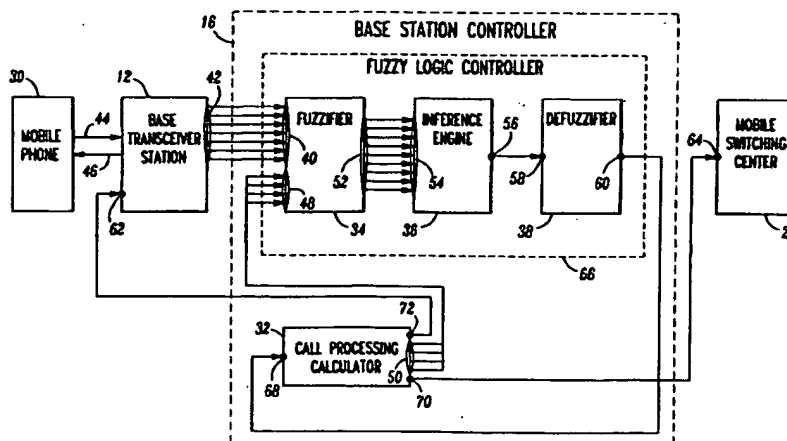 16
BASE STATION CONTROLLER
FUZZY LOGIC CONTROLLER
30
MOBILE PHONE
44
46
12
42
BASE TRANSCEIVER STATION
62
FUZZIFIER
40
48
34
52
54
INFERENCE ENGINE
36
56
58
DEFUZZIFIER
60
38
66
64
MOBILE SWITCHING CENTER
32
CALL PROCESSING CALCULATOR
68
72
50
70